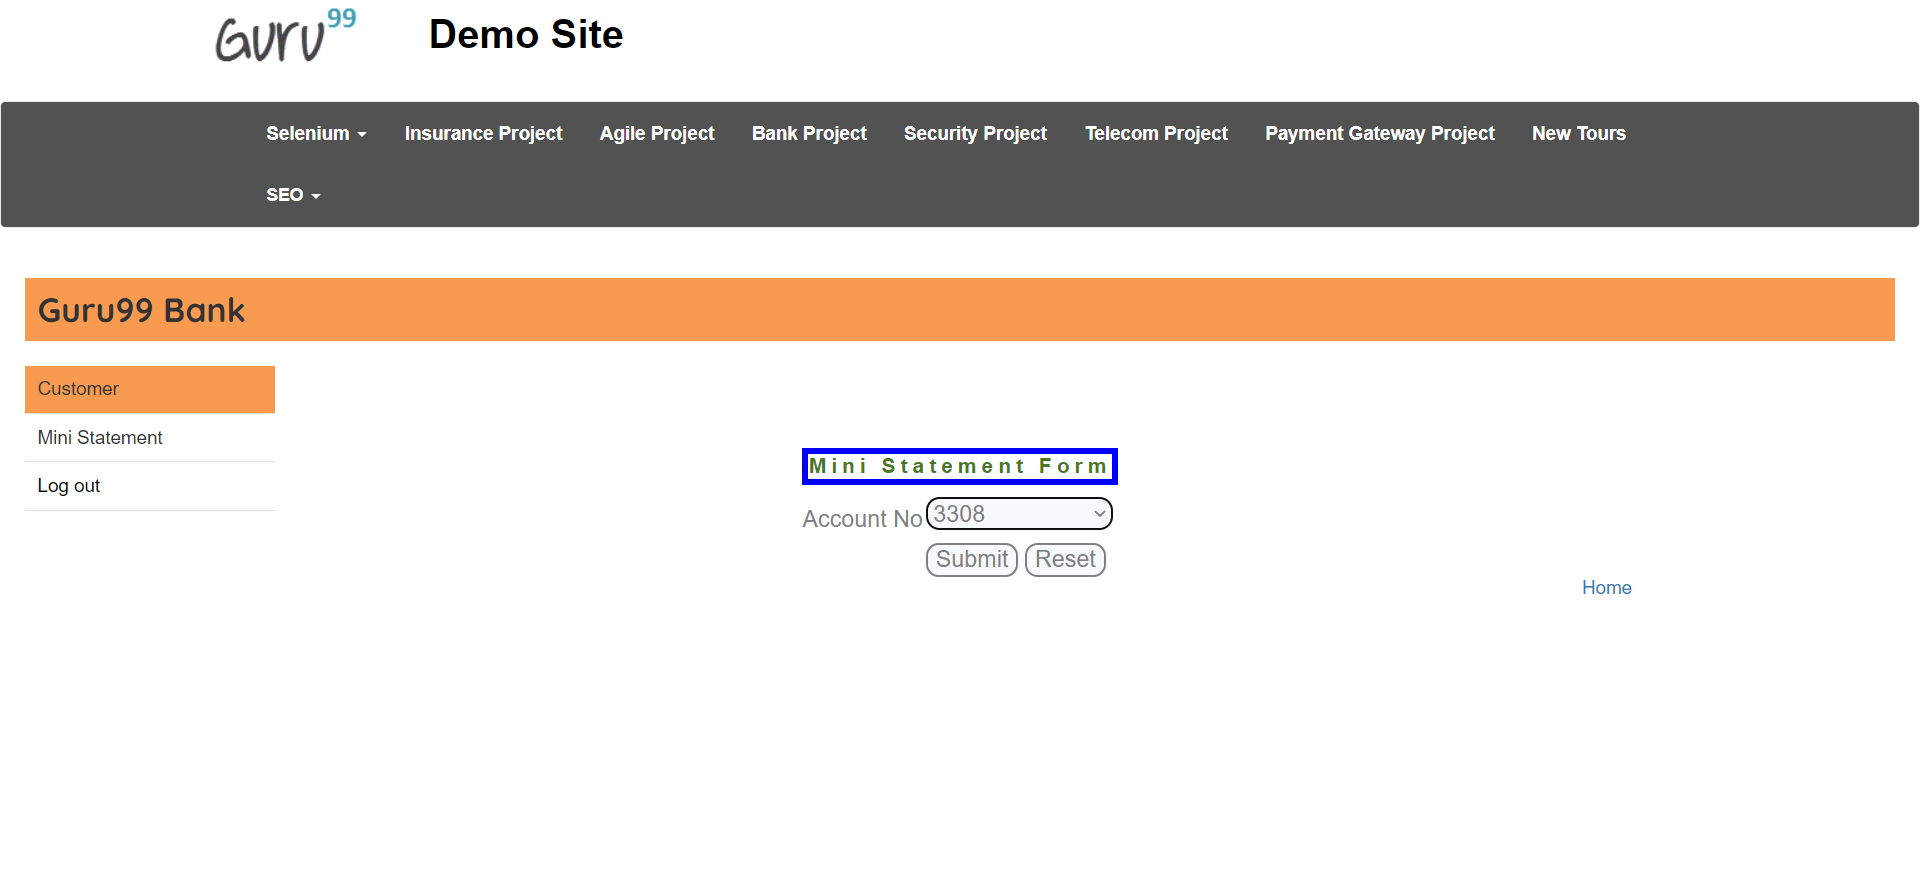 Guru99 Demo Site
Selenium Insurance Project Agile Project Bank Project Security Project Telecom Project Payment Gateway Project New Tours
SEO
Guru99 Bank
Customer
Mini Statement
Log out
Mini Statement Form
Account No 3308
Submit Reset
Home